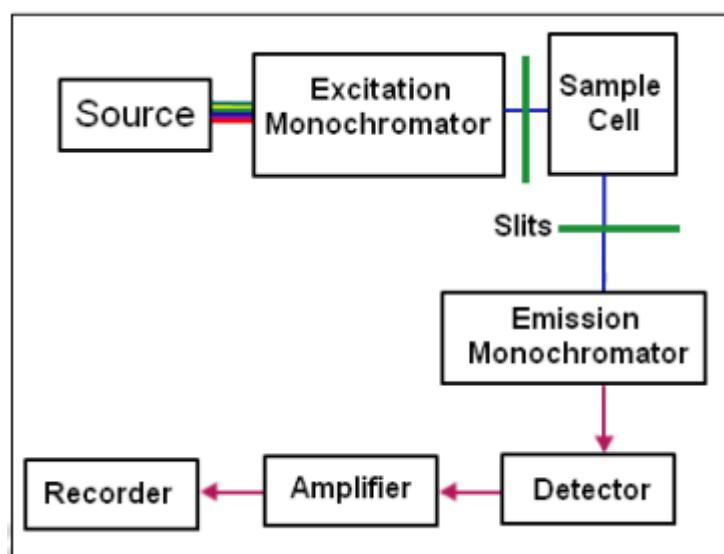 Source
Excitation
Monochromator
Sample
Cell
Slits
Emission
Monochromator
Detector
Amplifier
Recorder